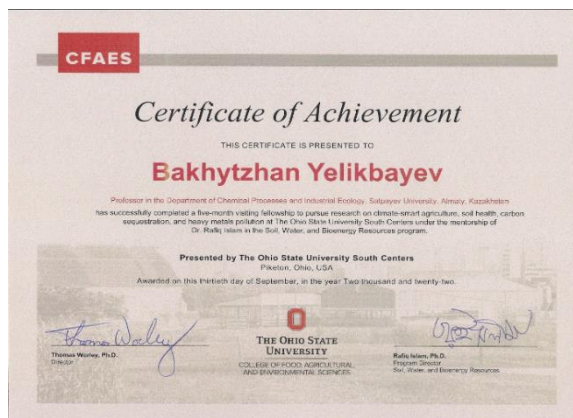 CFAES
Certificate of Achievement
THIS CERTIFICATE IS PRESENTED TO
Bakhytzhan Yelikbayev
Professor in the Department of Chemical Processes and Industrial Ecology, Satpayev University, Almaty, Kazakhstan
has successfully completed a five-month visiting fellowship to pursue research on climate-smart agriculture, soil health, carbon
sequestration, and heavy metals pollution at The Ohio State University South Centers under the mentorship of
Dr. Rafiq Islam in the Soil, Water, and Bioenergy Resources program.
Presented by The Ohio State University South Centers
Piketon, Ohio, USA
Awarded on this thirtieth day of September, in the year Two thousand and twenty-two.
Thomas Worley
Thomas Worley, Ph.D.
Director
THE OHIO STATE
UNIVERSITY
COLLEGE OF FOOD, AGRICULTURAL,
AND ENVIRONMENTAL SCIENCES
Rafiq Islam, Ph.D.
Program Director
Soil, Water, and Bioenergy Resources